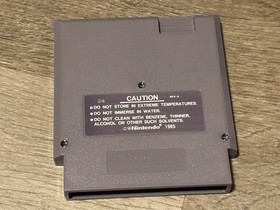 CAUTION
•DO NOT STORE IN EXTREME TEMPERATURES.
•DO NOT IMMERSE IN WATER.
•DO NOT CLEAN WITH BENZENE, THINNER,
ALCOHOL OR OTHER SUCH SOLVENTS.
©®Nintendo® 1985